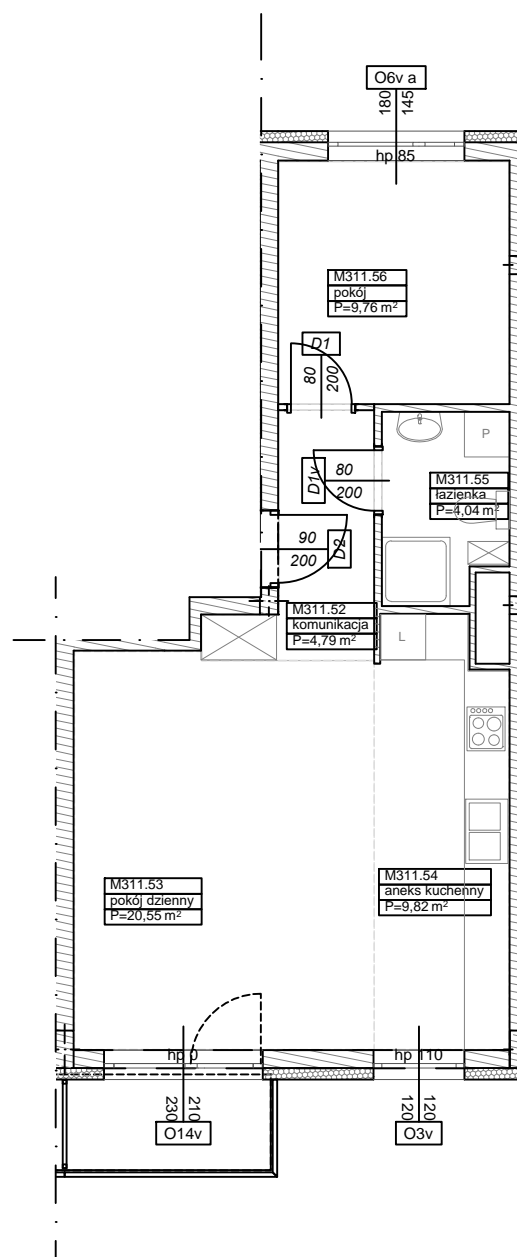 O6v a
180
145
hp 85
M311.56
pokój
P=9,76 m²
D1
80
200
D1v
80
200
P
M311.55
łazienka
P=4,04 m²
90
200
D2
M311.52
komunikacja
P=4,79 m²
L
M311.53
pokój dzienny
P=20,55 m²
M311.54
aneks kuchenny
P=9,82 m²
hp 0
hp 110
230
210
120
120
O14v
O3v